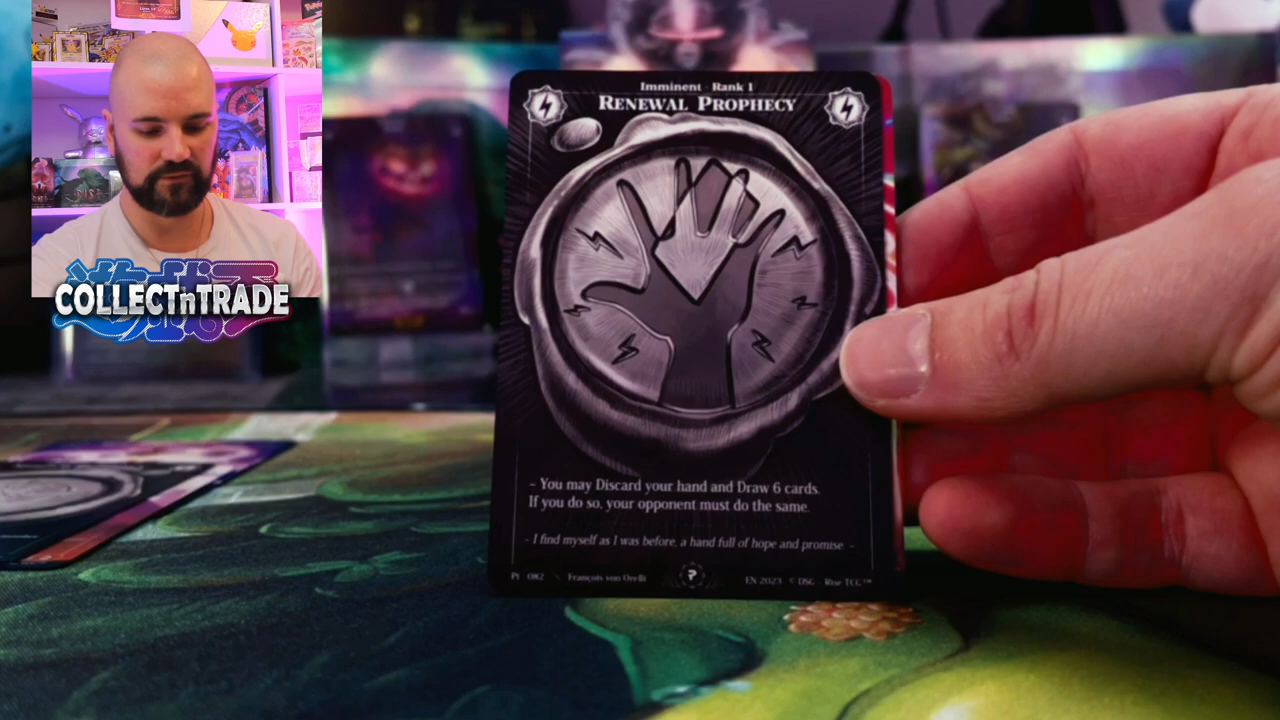 Imminent · Rank 1
RENEWAL PROPHECY
COLLECTnTRADE
– You may Discard your hand and Draw 6 cards.
If you do so, your opponent must do the same.
- I find myself as I was before, a hand full of hope and promise. -
P1 · 082 \ François von Orelli
EN 2023 © DSG · Rise TCG™